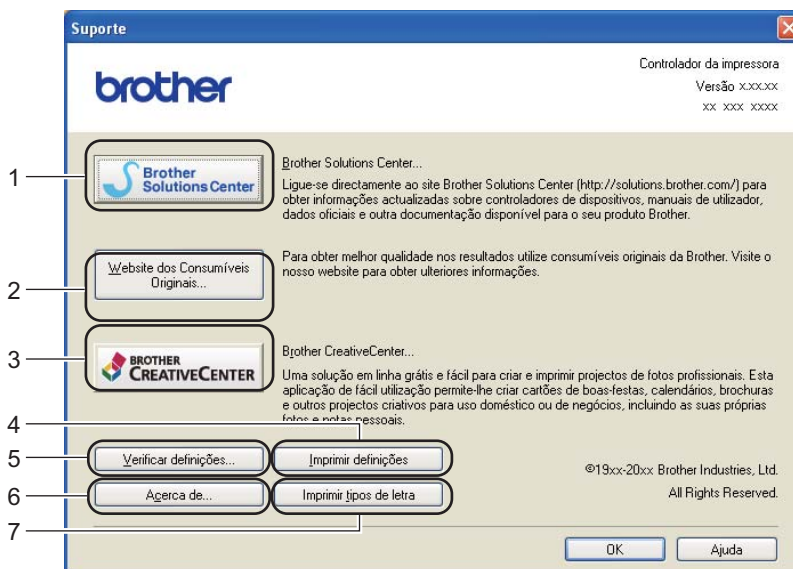 Suporte
brother
Controlador da impressora
Versão x.xx.xx
xx xxx xxxx
1
Brother
Solutions Center
Brother Solutions Center...
Ligue-se directamente ao site Brother Solutions Center (http://solutions.brother.com/) para
obter informações actualizadas sobre controladores de dispositivos, manuais de utilizador,
dados oficiais e outra documentação disponível para o seu produto Brother.
2
Website dos Consumíveis
Originais...
Para obter melhor qualidade nos resultados utilize consumíveis originais da Brother. Visite o
nosso website para obter ulteriores informações.
3
BROTHER
CREATIVECENTER
Brother CreativeCenter...
Uma solução em linha grátis e fácil para criar e imprimir projectos de fotos profissionais. Esta
aplicação de fácil utilização permite-lhe criar cartões de boas-festas, calendários, brochuras
e outros projectos criativos para uso doméstico ou de negócios, incluindo as suas próprias
fotos e notas pessoais.
4
5
Verificar definições...
Imprimir definições
©19xx-20xx Brother Industries, Ltd.
6
Acerca de...
Imprimir tipos de letra
All Rights Reserved.
7
OK
Ajuda